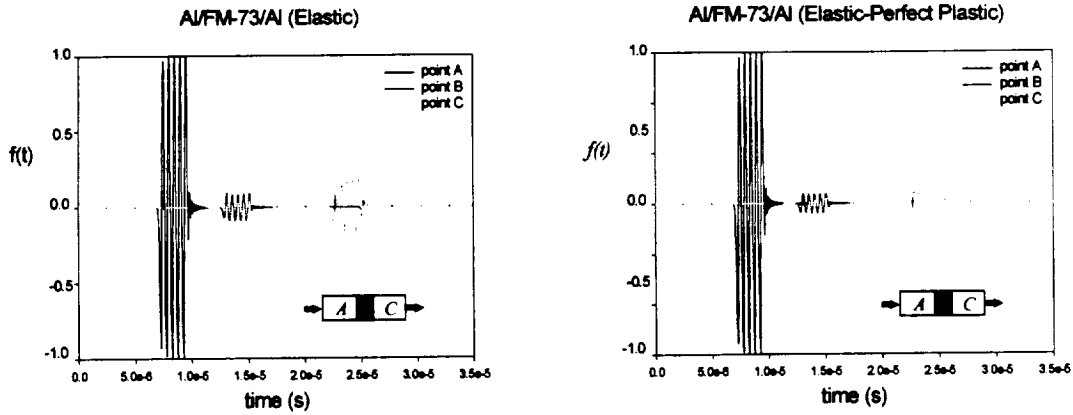 Al/FM-73/Al (Elastic)
1.0
0.5
0.0
-0.5
-1.0
f(t)
point A
point B
point C
A C
0.0 5.0e-6 1.0e-5 1.5e-5 2.0e-5 2.5e-5 3.0e-5 3.5e-5
time (s)
Al/FM-73/Al (Elastic-Perfect Plastic)
1.0
0.5
0.0
-0.5
-1.0
f(t)
point A
point B
point C
A C
0.0 5.0e-6 1.0e-5 1.5e-5 2.0e-5 2.5e-5 3.0e-5 3.5e-5
time (s)